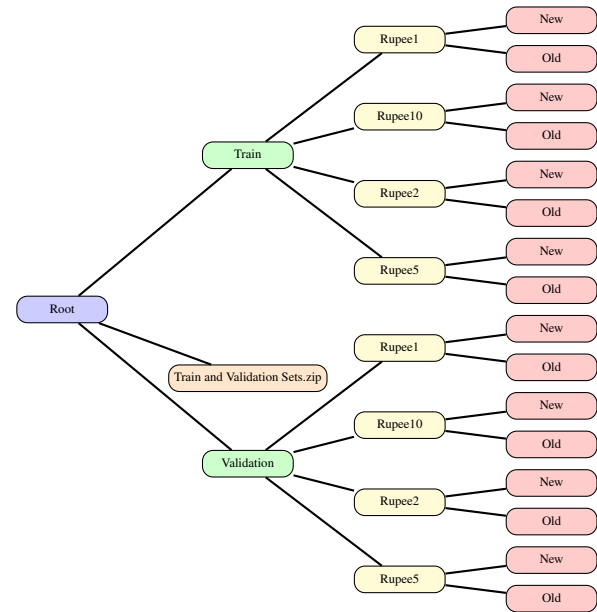 Root
Train
Rupee1
New
Old
Rupee10
New
Old
Rupee2
New
Old
Rupee5
New
Old
Train and Validation Sets.zip
Validation
Rupee1
New
Old
Rupee10
New
Old
Rupee2
New
Old
Rupee5
New
Old